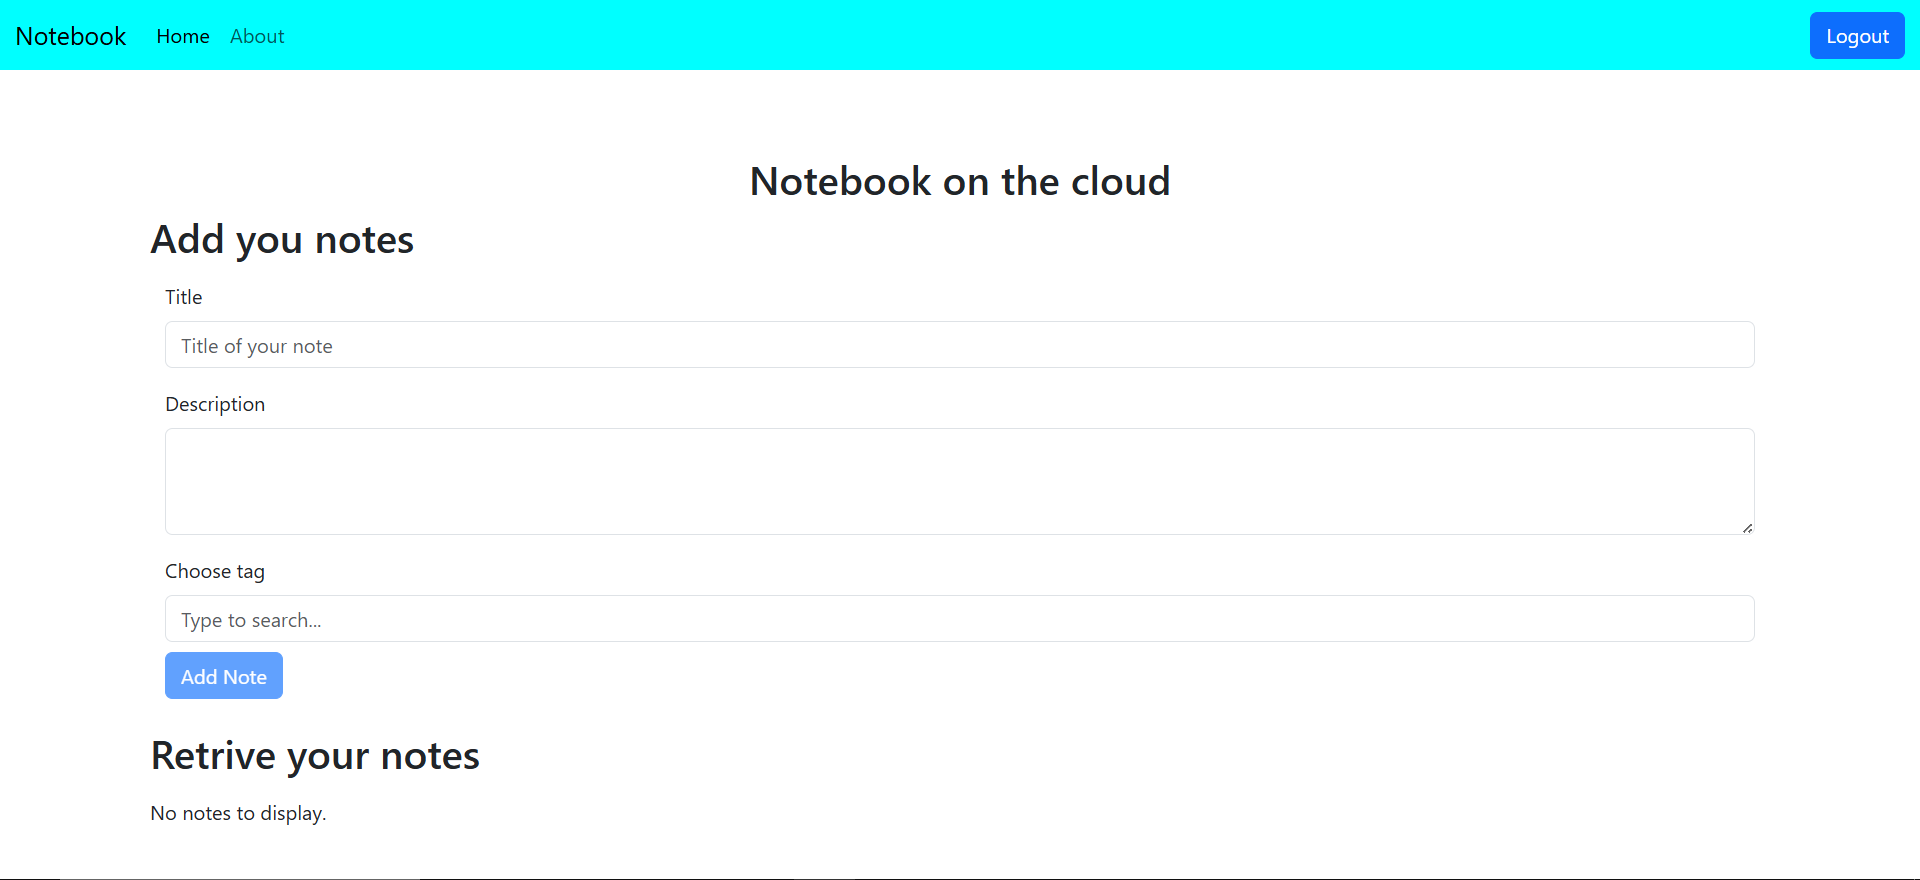 Notebook Home About Logout
Notebook on the cloud
Add you notes
Title
Title of your note
Description
Choose tag
Type to search...
Add Note
Retrive your notes
No notes to display.